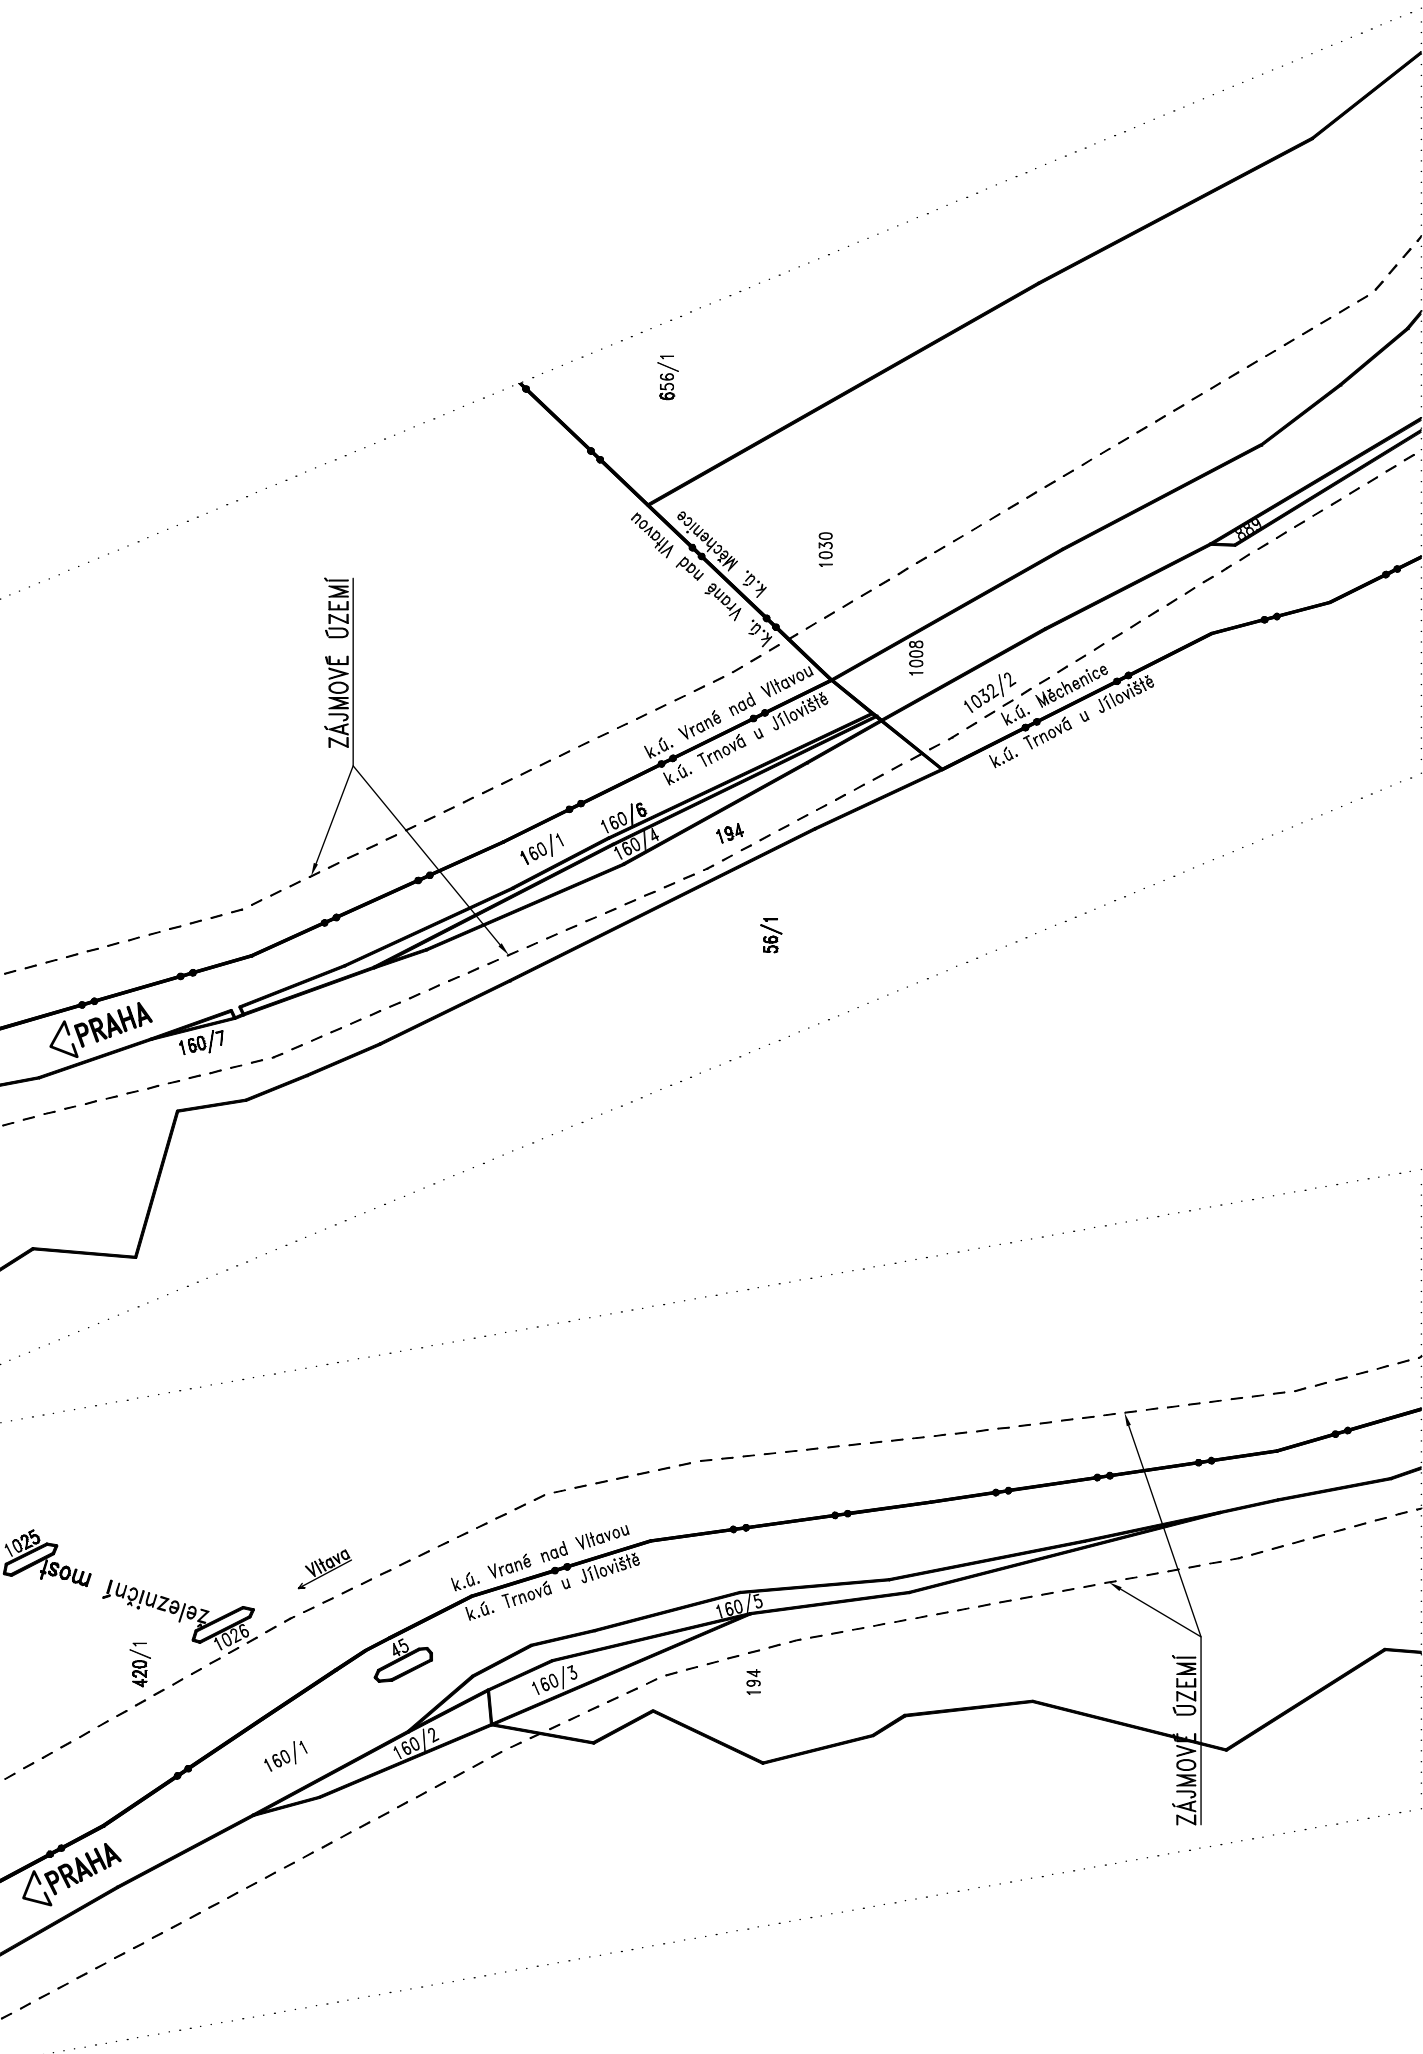 656/1
k.ú. Měchenice
k.ú. Vrané nad Vltavou
1030
ZÁJMOVÉ ÚZEMÍ
1008
k.ú. Vrané nad Vltavou
k.ú. Trnová u Jíloviště
889
1032/2
k.ú. Měchenice
k.ú. Trnová u Jíloviště
160/6
160/1
160/4
194
56/1
PRAHA
160/7
1025
železniční most
1026
Vltava
k.ú. Vrané nad Vltavou
k.ú. Trnová u Jíloviště
420/1
45
160/5
160/3
194
160/2
160/1
ZÁJMOVÉ ÚZEMÍ
PRAHA